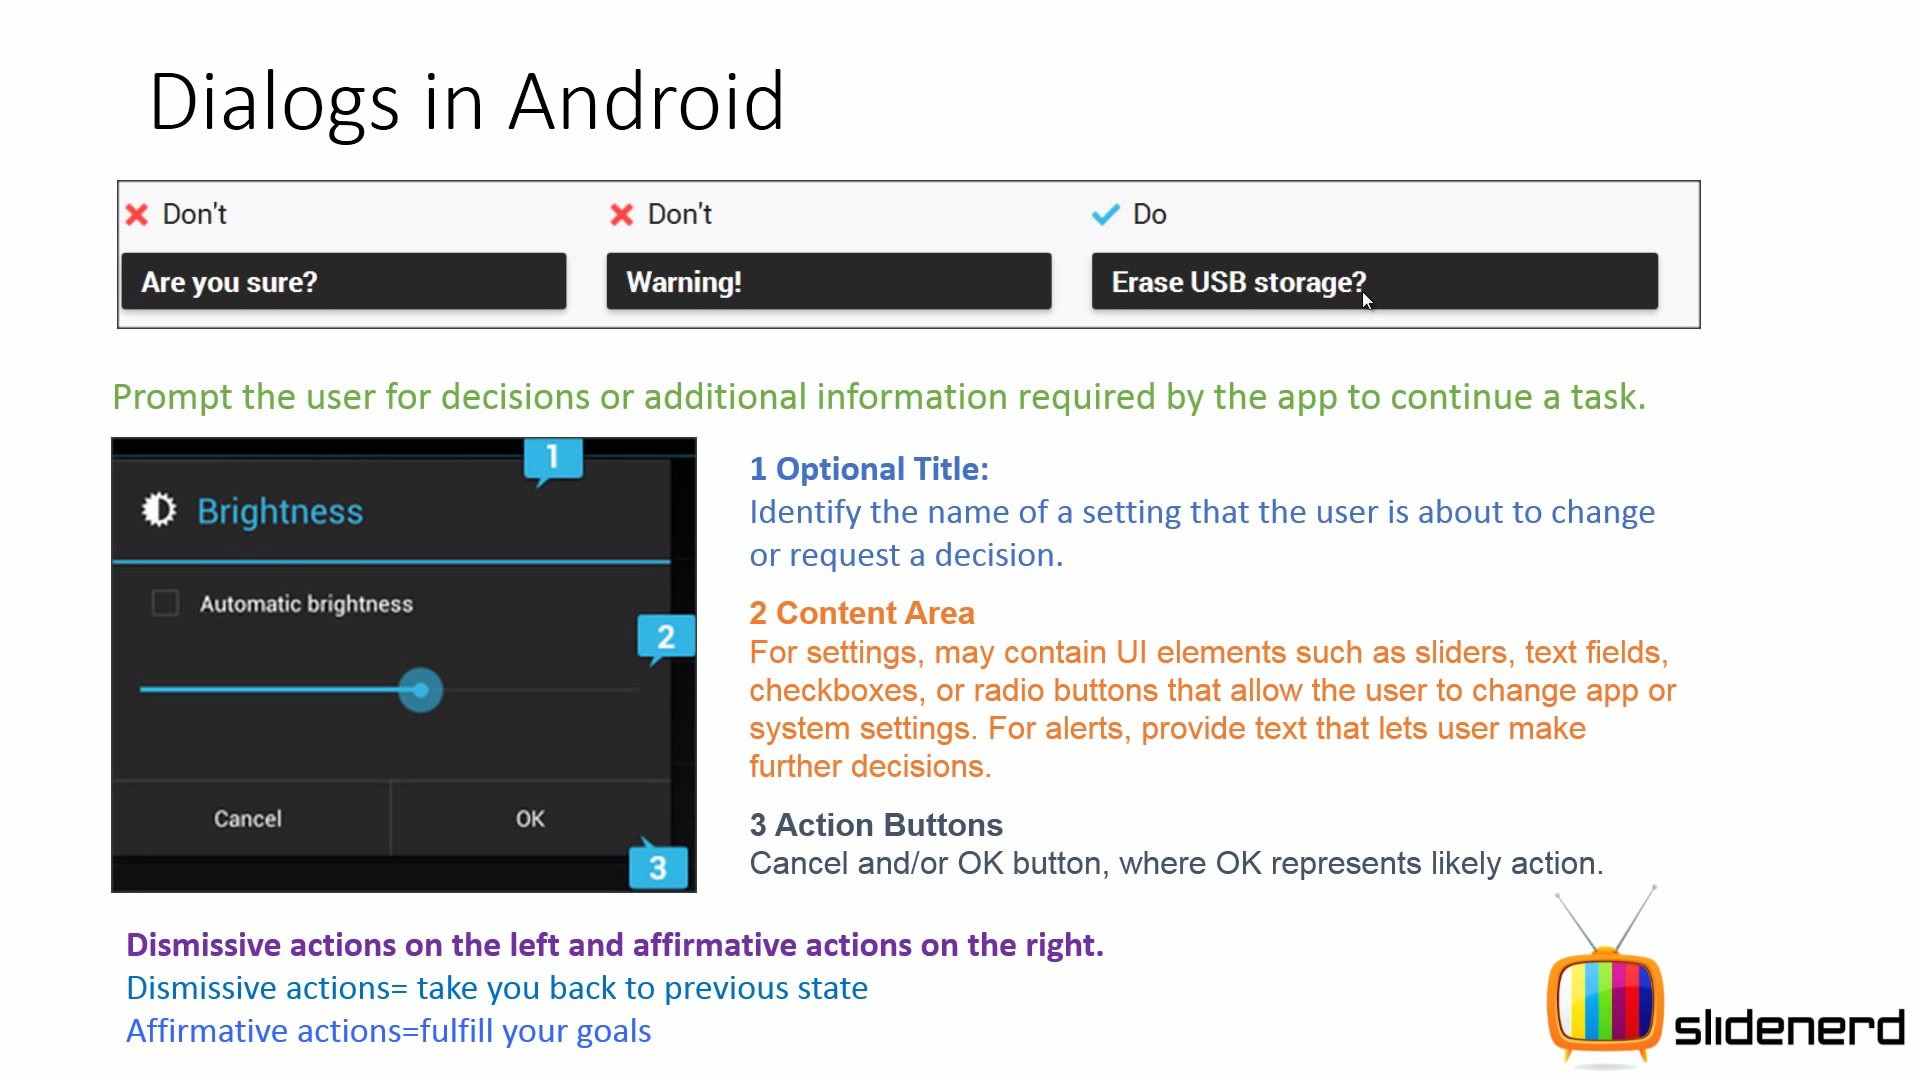 Dialogs in Android
Don't
Don't
Do
Are you sure?
Warning!
Erase USB storage?
Prompt the user for decisions or additional information required by the app to continue a task.
1
Brightness
Automatic brightness
2
Cancel
OK
3
1 Optional Title:
Identify the name of a setting that the user is about to change
or request a decision.
2 Content Area
For settings, may contain UI elements such as sliders, text fields,
checkboxes, or radio buttons that allow the user to change app or
system settings. For alerts, provide text that lets user make
further decisions.
3 Action Buttons
Cancel and/or OK button, where OK represents likely action.
Dismissive actions on the left and affirmative actions on the right.
Dismissive actions= take you back to previous state
Affirmative actions=fulfill your goals
slidenerd